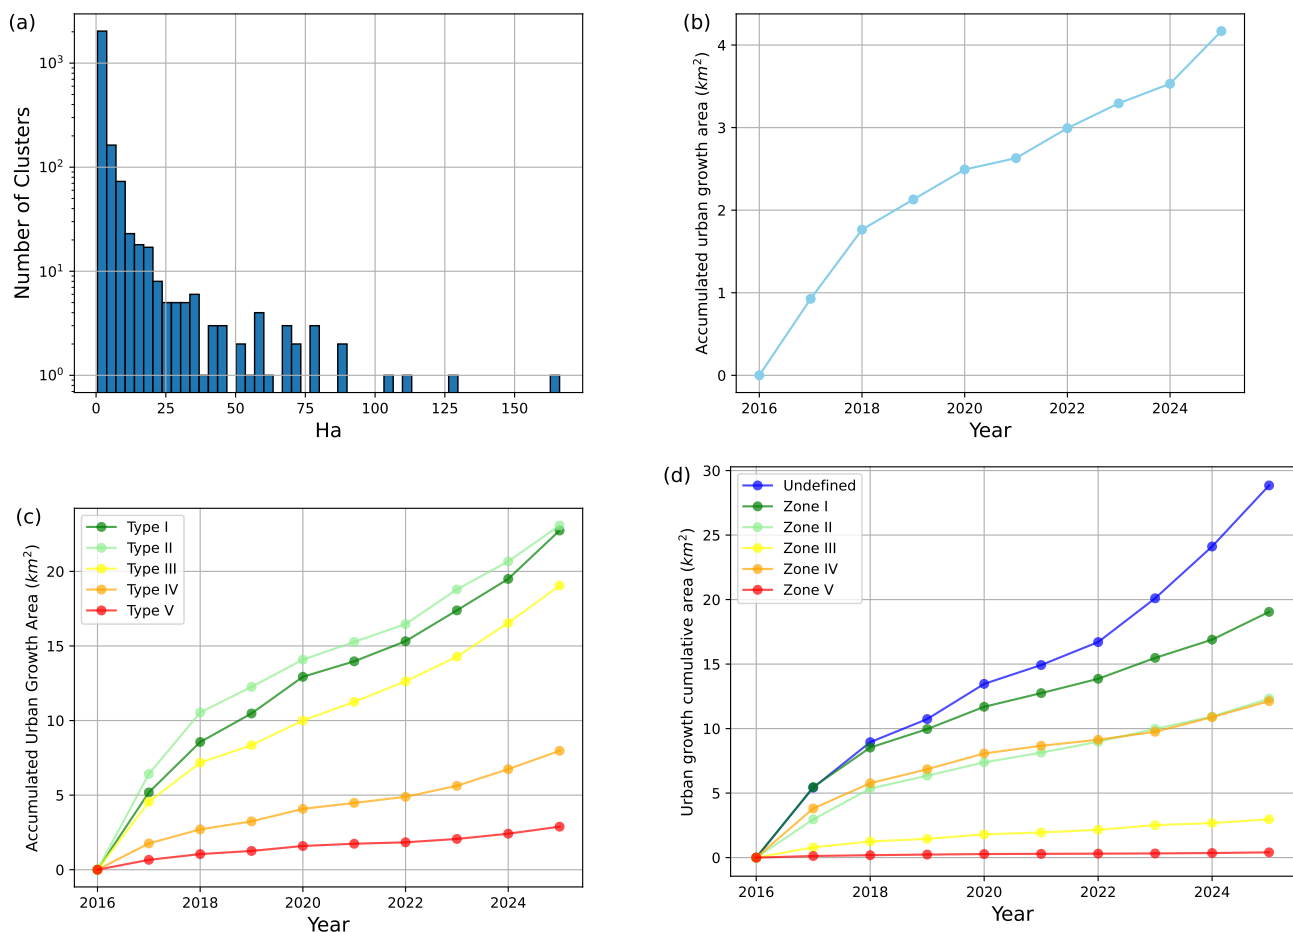 (a)
10³
10²
10¹
10⁰
Number of Clusters
0 25 50 75 100 125 150
Ha
(b)
4
3
2
1
0
Accumulated urban growth area (km²)
2016 2018 2020 2022 2024
Year
(c)
Type I
Type II
Type III
Type IV
Type V
20
15
10
5
0
Accumulated Urban Growth Area (km²)
2016 2018 2020 2022 2024
Year
(d)
Undefined
Zone I
Zone II
Zone III
Zone IV
Zone V
30
25
20
15
10
5
0
Urban growth cumulative area (km²)
2016 2018 2020 2022 2024
Year